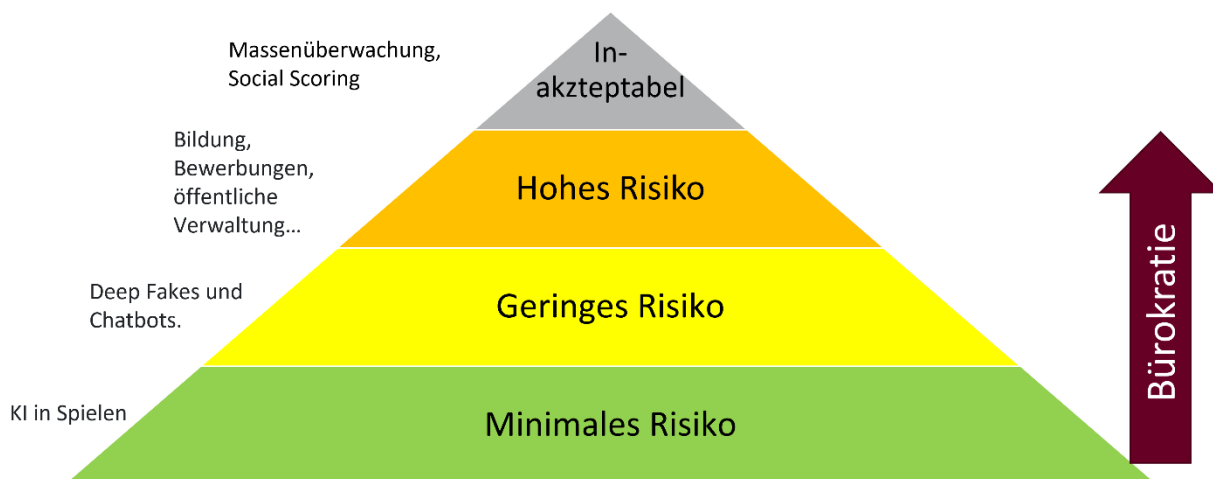 Massenüberwachung,
Social Scoring
In-
akzteptabel
Bildung,
Bewerbungen,
öffentliche
Verwaltung...
Hohes Risiko
Deep Fakes und
Chatbots.
Geringes Risiko
KI in Spielen
Minimales Risiko
Bürokratie